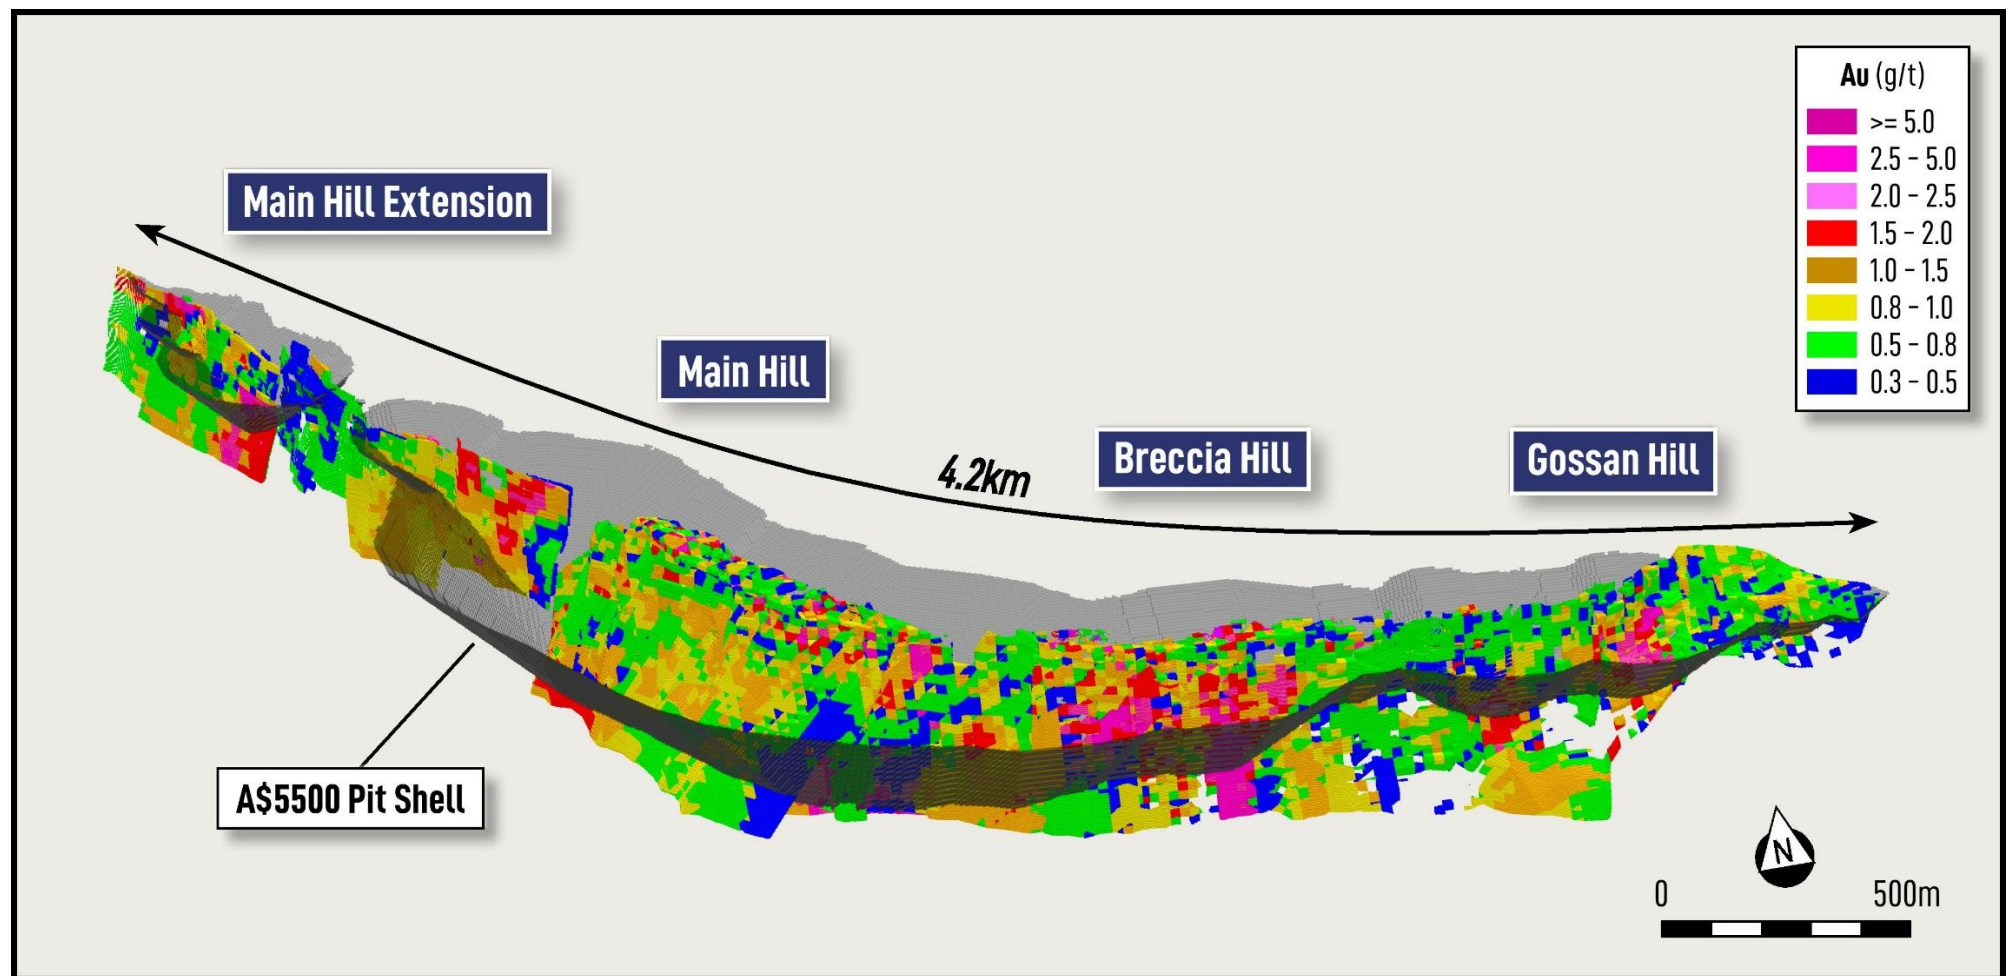 Au (g/t)
>= 5.0
2.5 – 5.0
2.0 – 2.5
1.5 – 2.0
1.0 – 1.5
0.8 – 1.0
0.5 – 0.8
0.3 – 0.5
Main Hill Extension
Main Hill
4.2km
Breccia Hill
Gossan Hill
A$5500 Pit Shell
N
0 500m